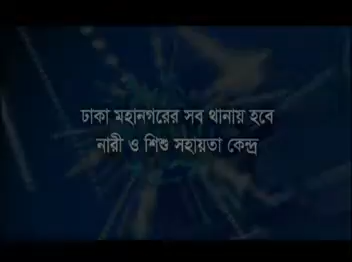 ঢাকা মহানগরের সব থানায় হবে
নারী ও শিশু সহায়তা কেন্দ্র